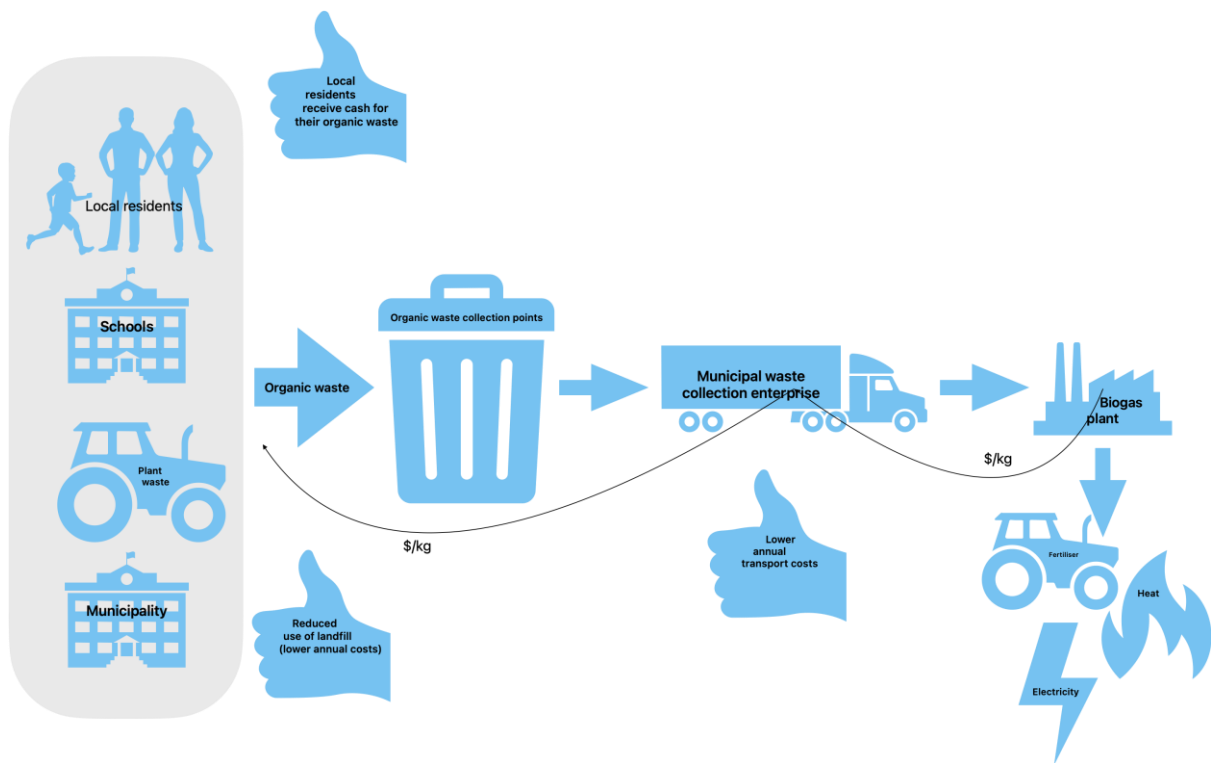 Local
residents
receive cash for
their organic waste
Local residents
Schools
Organic waste collection points
Organic waste
Municipal waste
collection enterprise
Biogas
plant
$/kg
Plant
waste
$/kg
Lower
annual
transport costs
Fertiliser
Heat
Municipality
Reduced
use of landfill
(lower annual costs)
Electricity